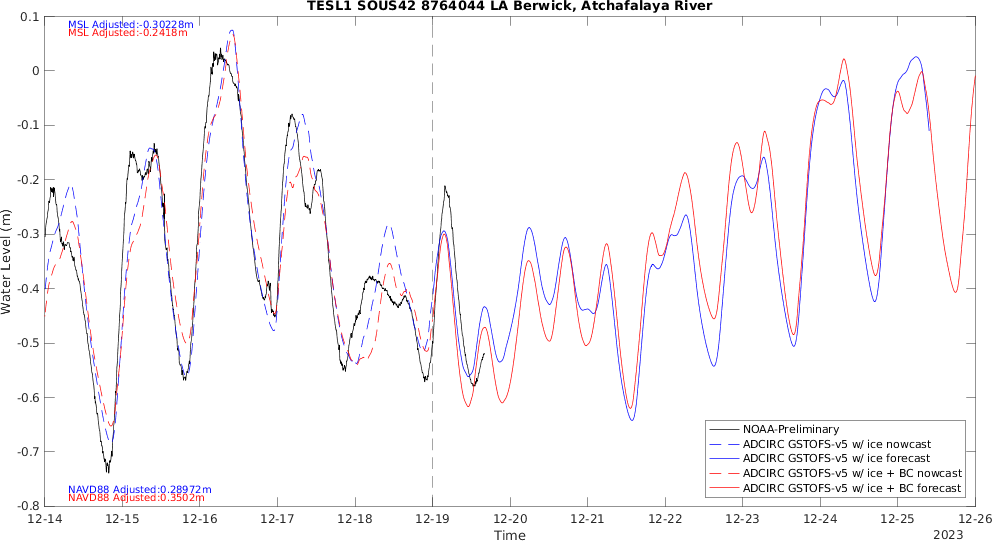 TESL1 SOUS42 8764044 LA Berwick, Atchafalaya River
MSL Adjusted:-0.30228m
MSL Adjusted:-0.2418m
0.1
0
-0.1
-0.2
-0.3
-0.4
-0.5
-0.6
-0.7
-0.8
Water Level (m)
NOAA-Preliminary
ADCIRC GSTOFS-v5 w/ ice nowcast
ADCIRC GSTOFS-v5 w/ ice forecast
ADCIRC GSTOFS-v5 w/ ice + BC nowcast
ADCIRC GSTOFS-v5 w/ ice + BC forecast
NAVD88 Adjusted:0.28972m
NAVD88 Adjusted:0.3502m
12-14 12-15 12-16 12-17 12-18 12-19 12-20 12-21 12-22 12-23 12-24 12-25 12-26
Time
2023